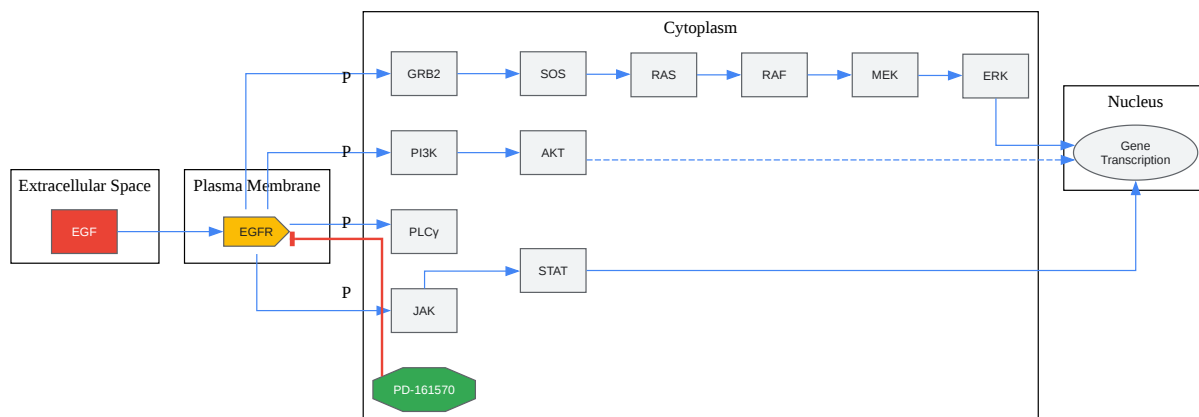 Cytoplasm
P
GRB2
SOS
RAS
RAF
MEK
ERK
Nucleus
Gene
Transcription
P
PI3K
AKT
Extracellular Space
EGF
Plasma Membrane
EGFR
P
PLCγ
STAT
P
JAK
PD-161570